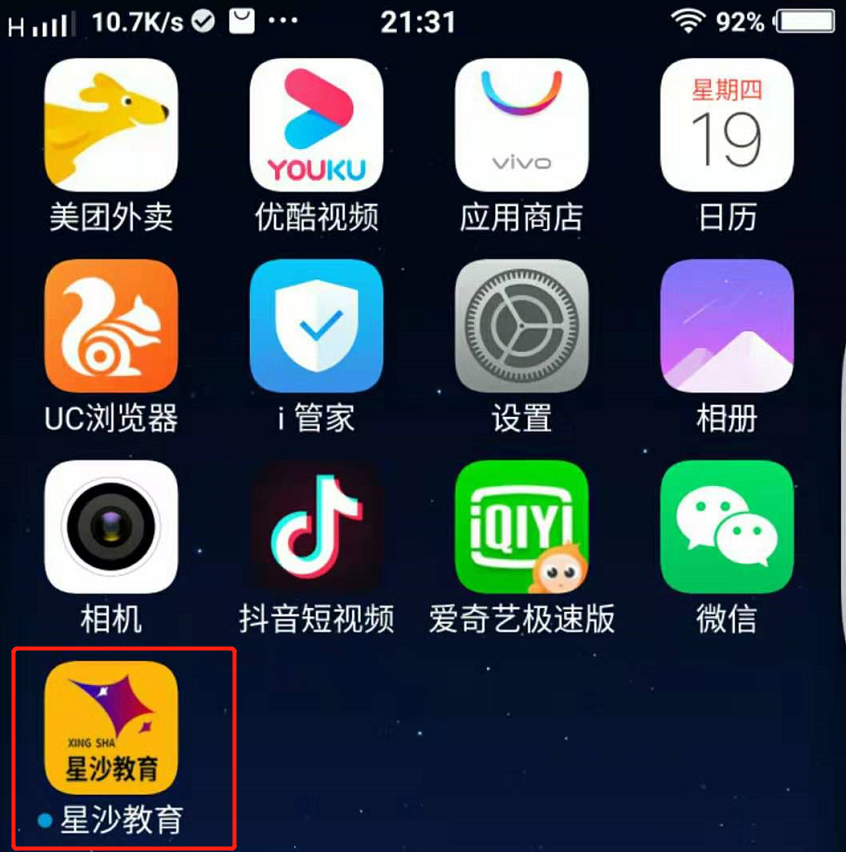 H 10.7K/s 21:31 92%
YOUKU
vivo
星期四
19
美团外卖 优酷视频 应用商店 日历
UC浏览器 i 管家 设置 相册
iQIYI
相机 抖音短视频 爱奇艺极速版 微信
XING SHA
星沙教育
星沙教育